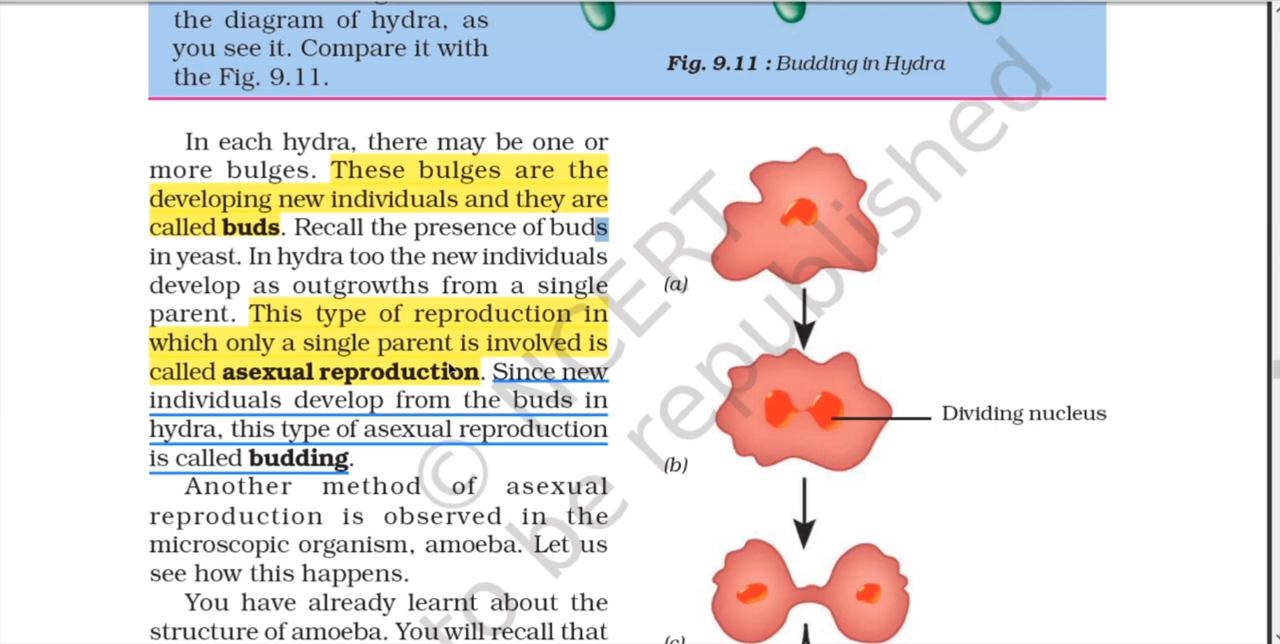 the diagram of hydra, as
you see it. Compare it with
the Fig. 9.11.
Fig. 9.11 : Budding in Hydra
In each hydra, there may be one or
more bulges. These bulges are the
developing new individuals and they are
called buds. Recall the presence of buds
in yeast. In hydra too the new individuals
develop as outgrowths from a single
parent. This type of reproduction in
which only a single parent is involved is
called asexual reproduction. Since new
individuals develop from the buds in
hydra, this type of asexual reproduction
is called budding.
Another method of asexual
reproduction is observed in the
microscopic organism, amoeba. Let us
see how this happens.
You have already learnt about the
structure of amoeba. You will recall that
(a)
Dividing nucleus
(b)
(c)
© NCERT
to be republished